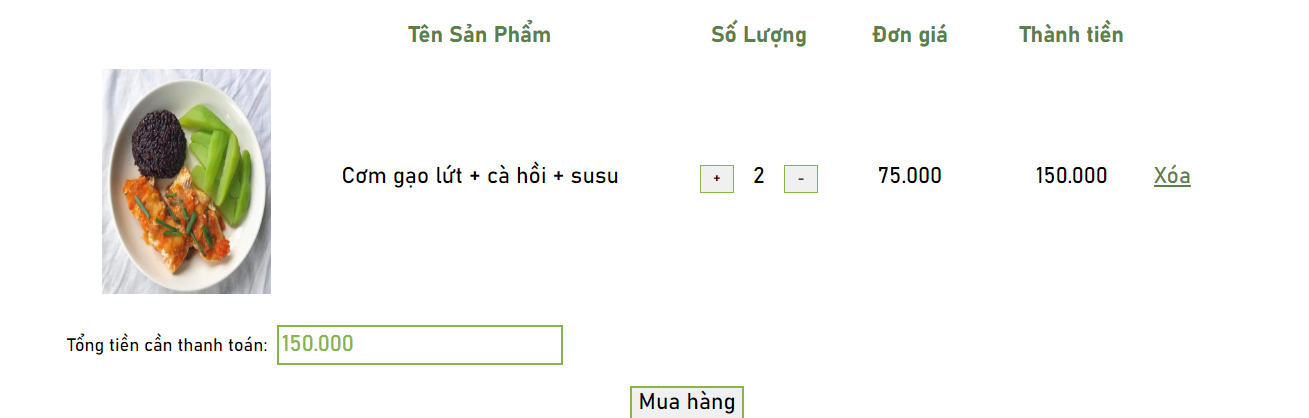 Tên Sản Phẩm Số Lượng Đơn giá Thành tiền
Cơm gạo lứt + cà hồi + susu + 2 - 75.000 150.000 Xóa
Tổng tiền cần thanh toán: 150.000
Mua hàng